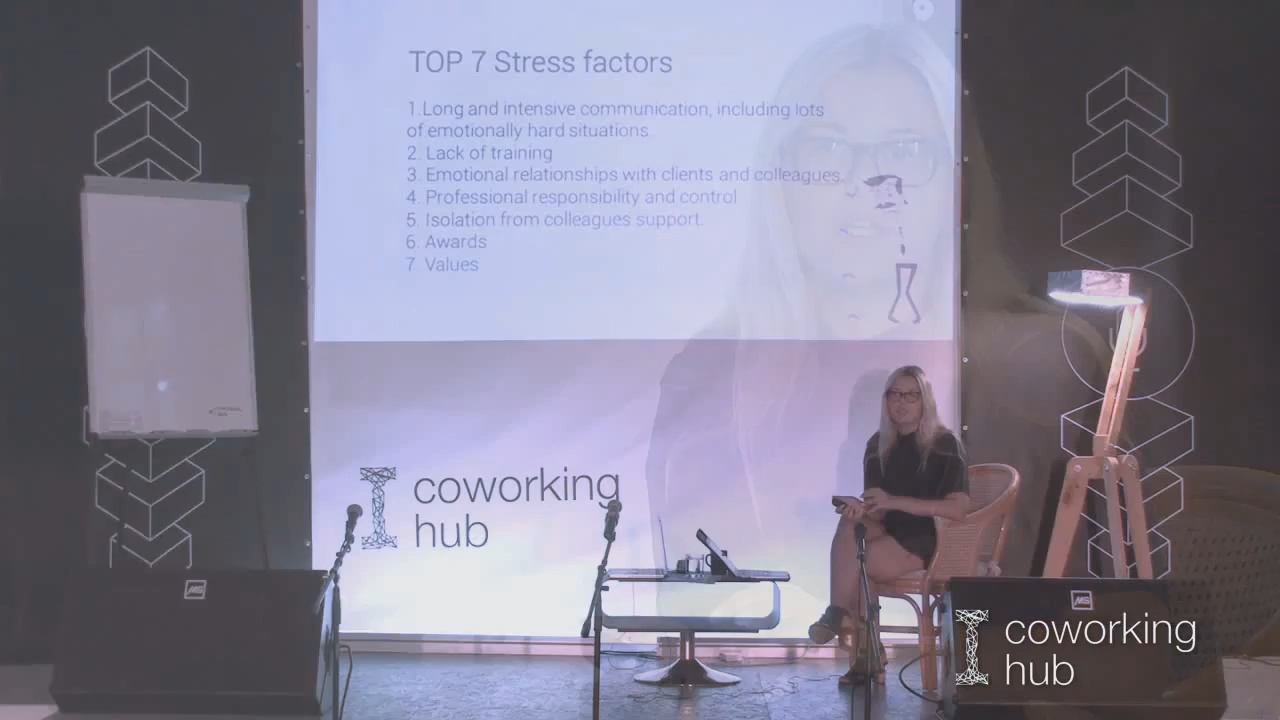 TOP 7 Stress factors
1.Long and intensive communication, including lots
of emotionally hard situations.
2. Lack of training
3. Emotional relationships with clients and colleagues.
4. Professional responsibility and control
5. Isolation from colleagues support.
6. Awards
7. Values
coworking
hub
coworking
hub